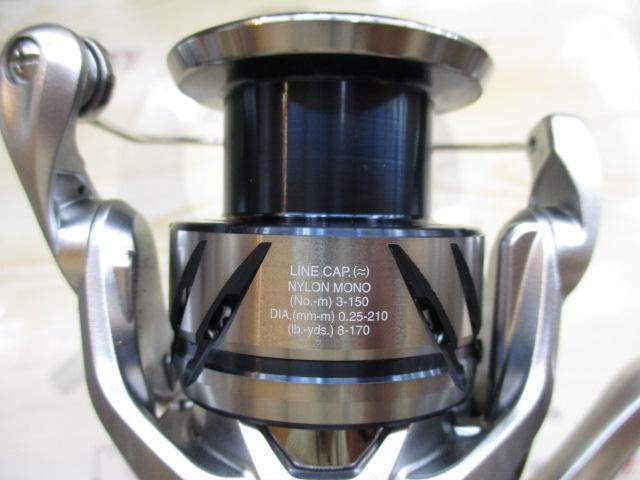 LINE CAP.(≈)
NYLON MONO
(No.-m) 3-150
DIA.(mm-m) 0.25-210
(lb.-yds.) 8-170